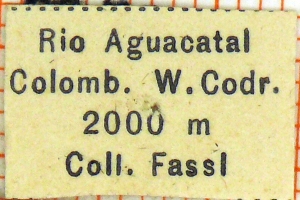 Rio Aguacatal
Colomb. W. Codr.
2000 m
Coll. Fassl